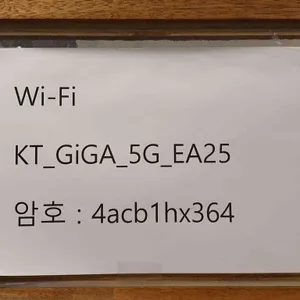 Wi-Fi
KT_GiGA_5G_EA25
암호 : 4acb1hx364